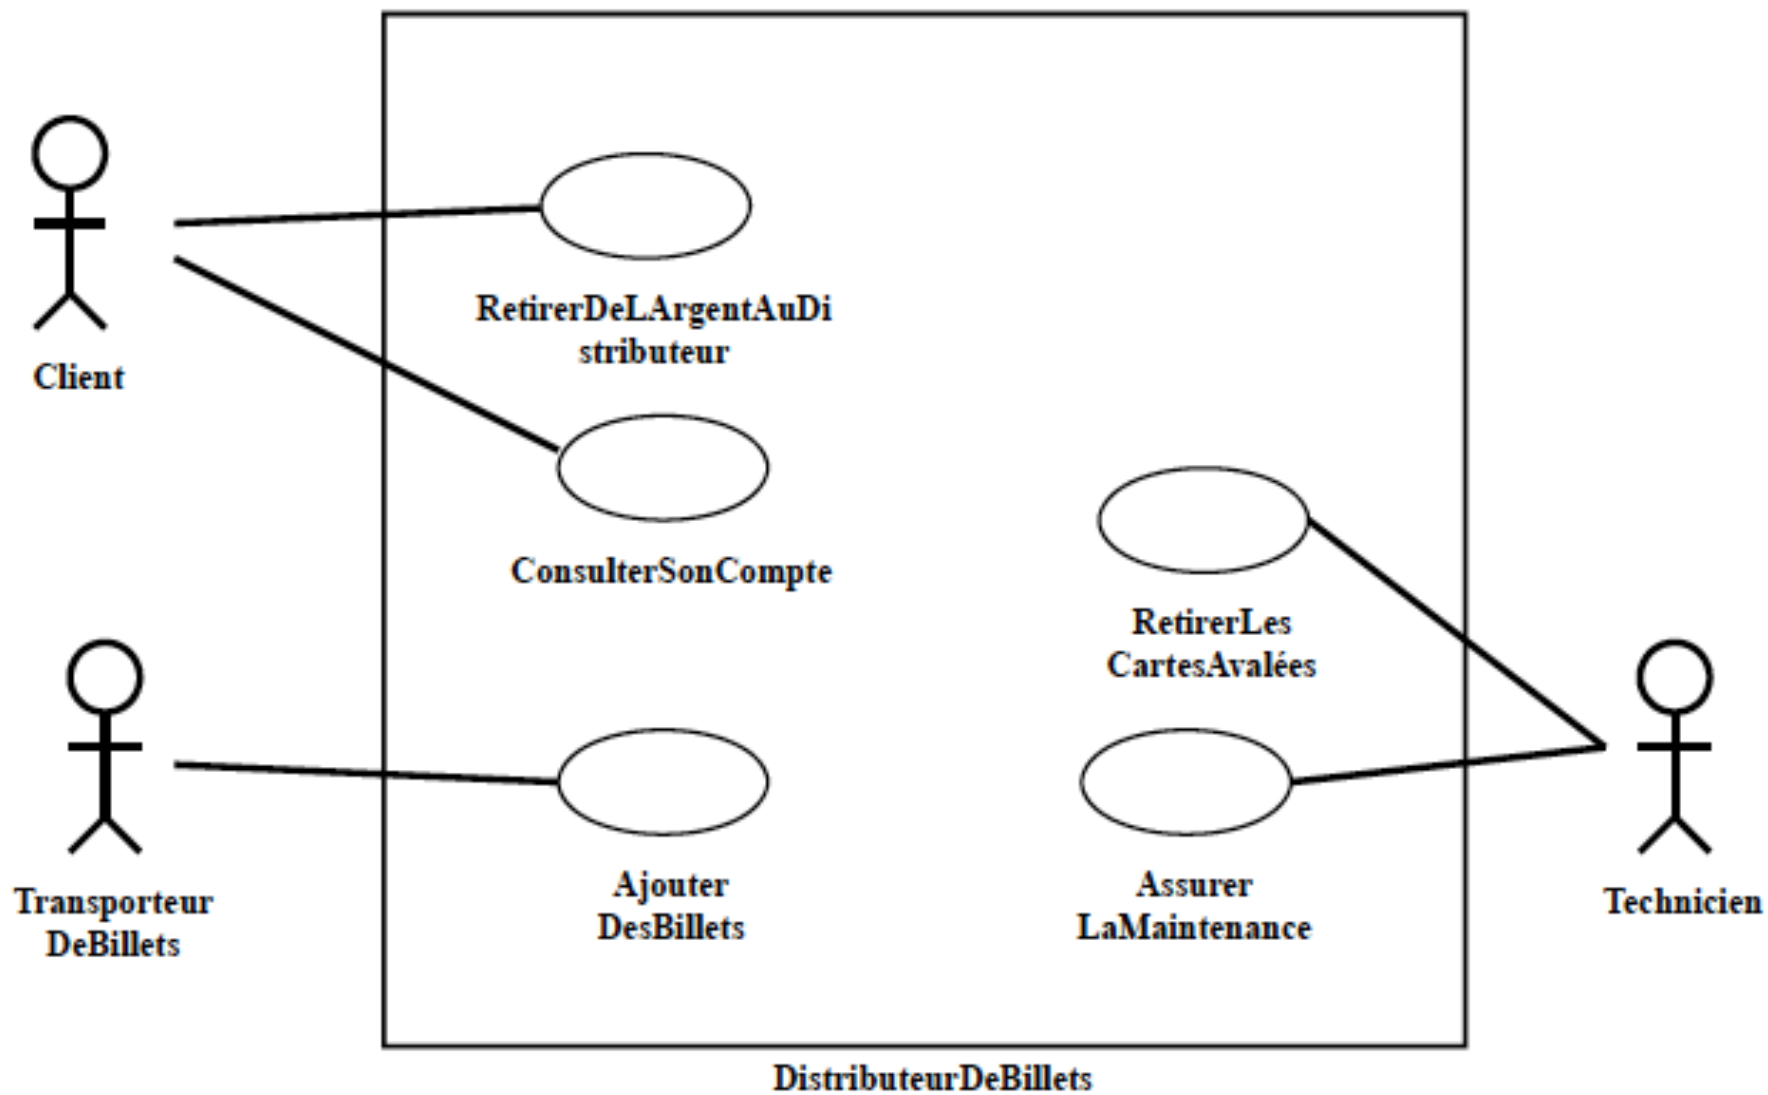 RetirerDeLArgentAuDi
stributeur
Client
ConsulterSonCompte
RetirerLes
CartesAvalées
Ajouter
DesBillets
Assurer
LaMaintenance
Transporteur
DeBillets
Technicien
DistributeurDeBillets